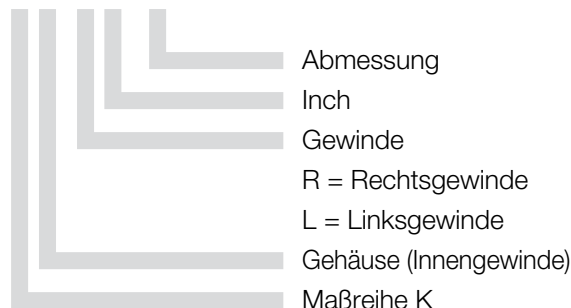 Abmessung
Inch
Gewinde
R = Rechtsgewinde
L = Linksgewinde
Gehäuse (Innengewinde)
Maßreihe K